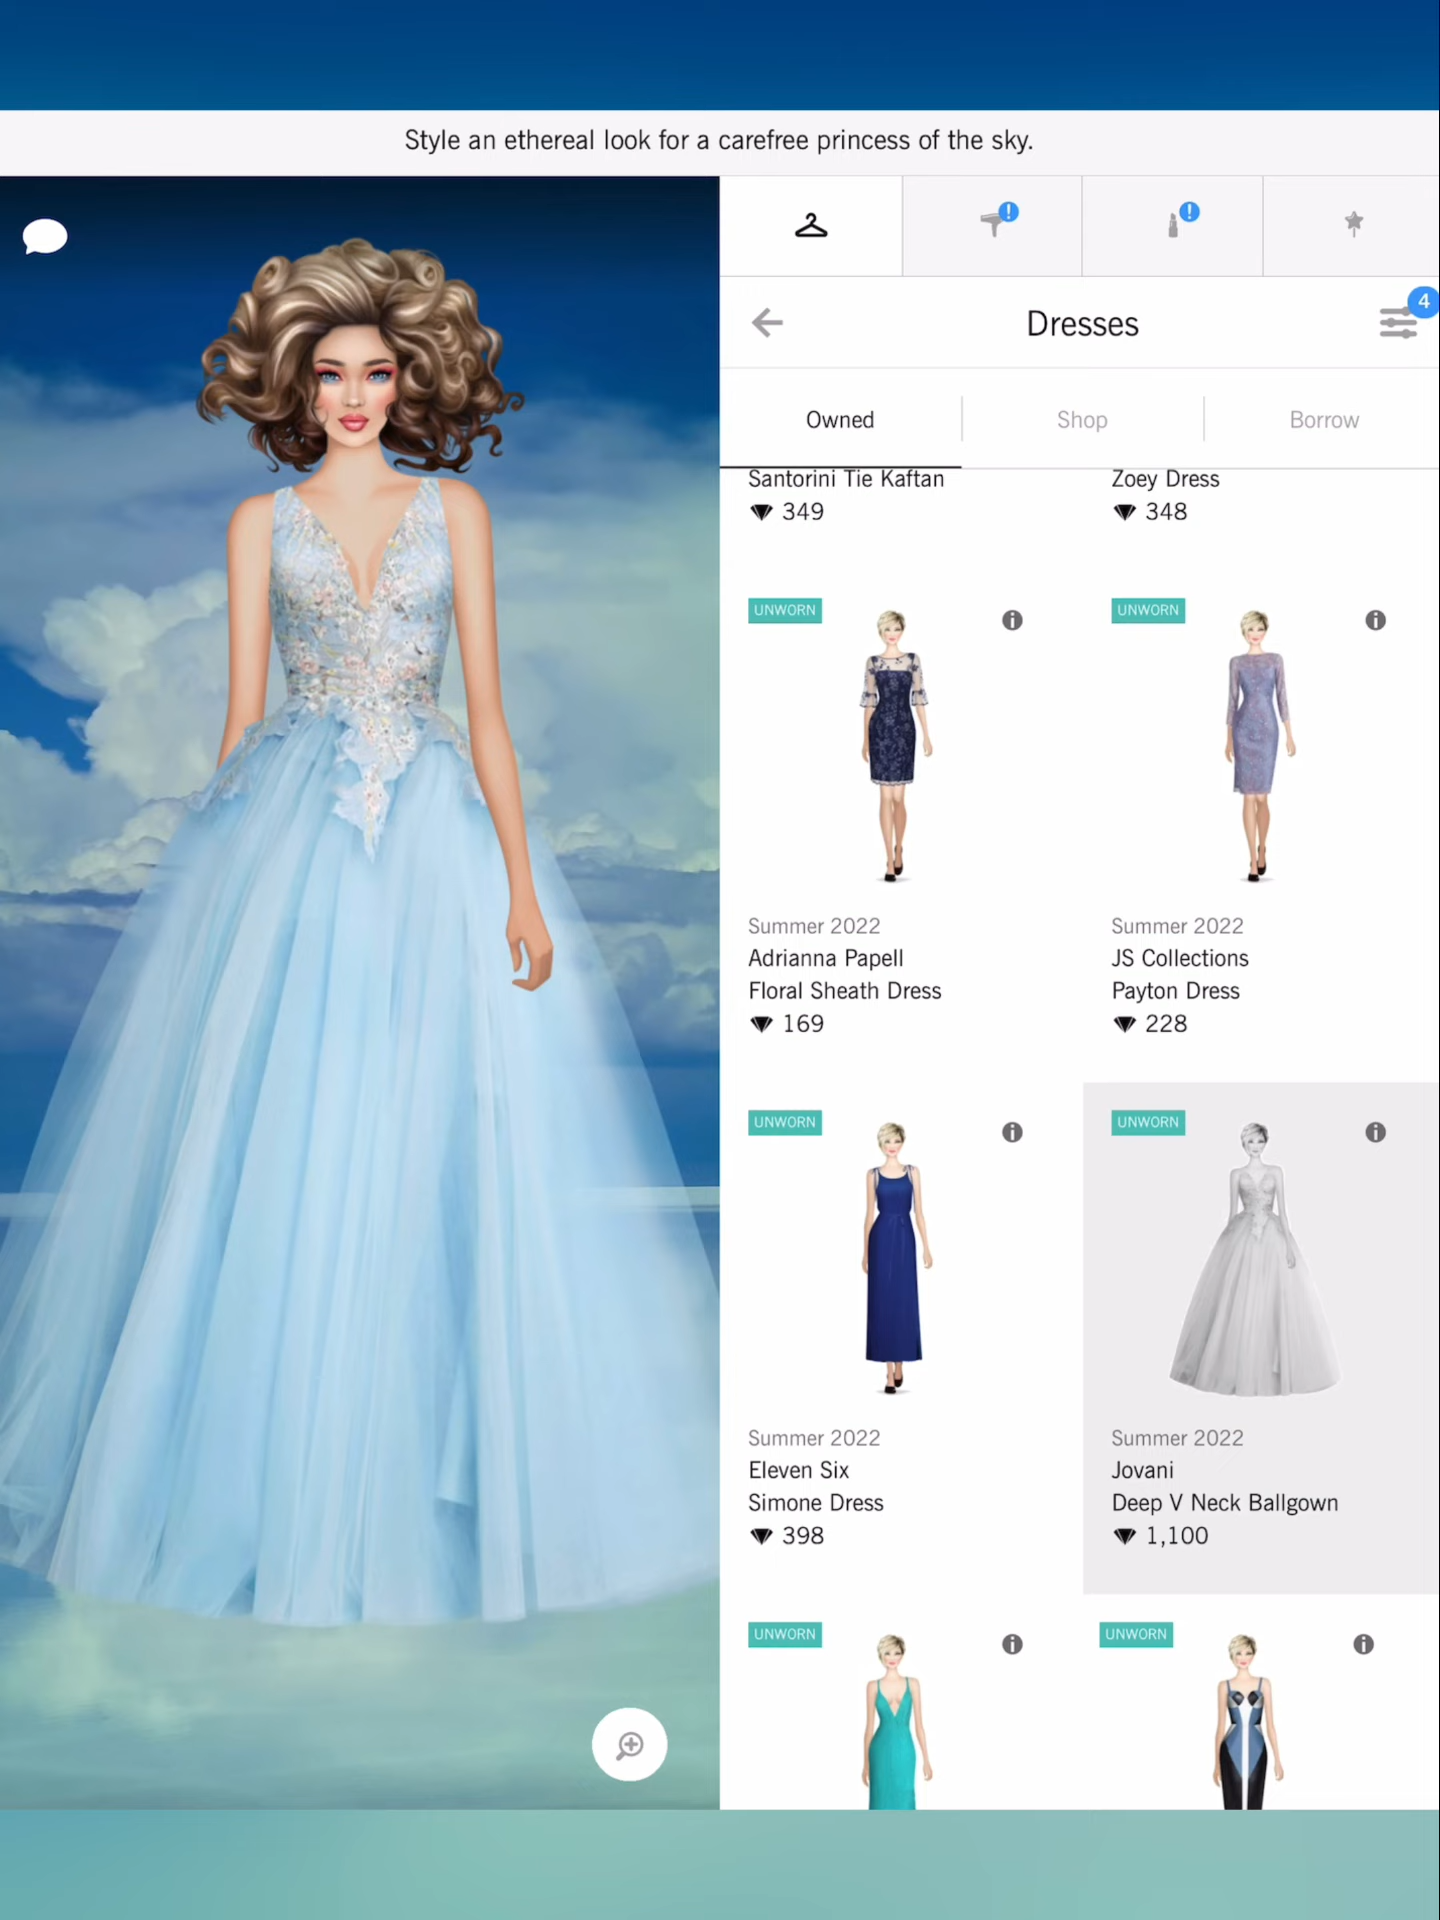 Style an ethereal look for a carefree princess of the sky.
!
!
Dresses
4
Owned
Shop
Borrow
Santorini Tie Kaftan
349
Zoey Dress
348
UNWORN
Summer 2022
Adrianna Papell
Floral Sheath Dress
169
UNWORN
Summer 2022
JS Collections
Payton Dress
228
UNWORN
Summer 2022
Eleven Six
Simone Dress
398
UNWORN
Summer 2022
Jovani
Deep V Neck Ballgown
1,100
UNWORN
UNWORN